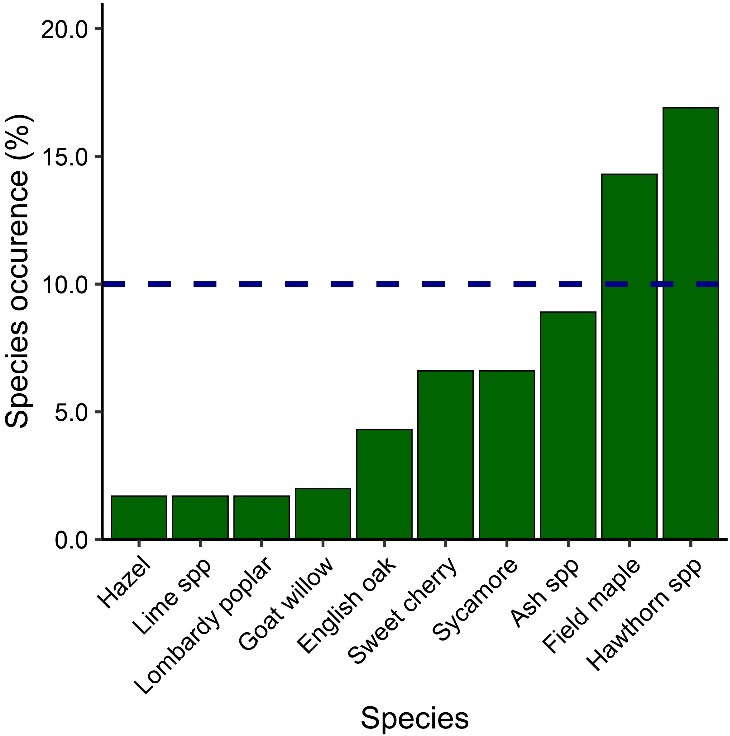 20.0
15.0
10.0
5.0
0.0
Species occurence (%)
Hazel
Lime spp
Lombardy poplar
Goat willow
English oak
Sweet cherry
Sycamore
Ash spp
Field maple
Hawthorn spp
Species